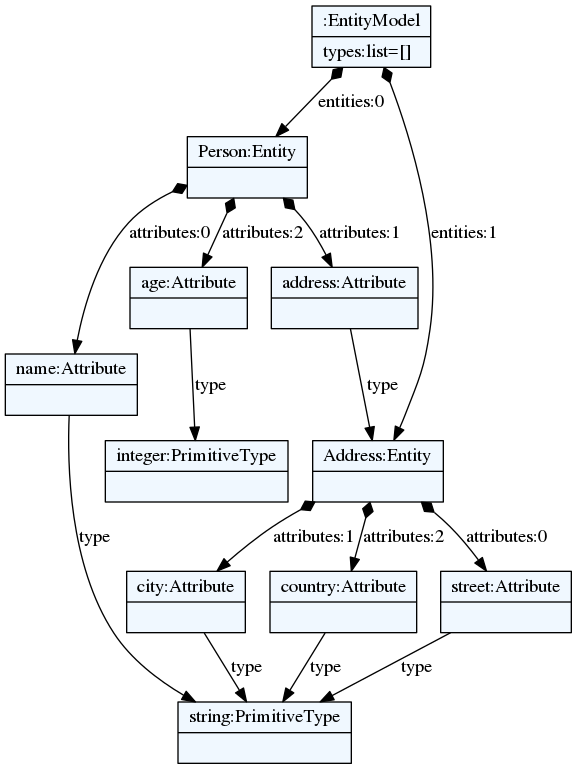 :EntityModel
types:list=[]
entities:0
Person:Entity
attributes:0
attributes:2
attributes:1
entities:1
age:Attribute
address:Attribute
name:Attribute
type
type
integer:PrimitiveType
Address:Entity
type
attributes:1
attributes:2
attributes:0
city:Attribute
country:Attribute
street:Attribute
type
type
type
string:PrimitiveType